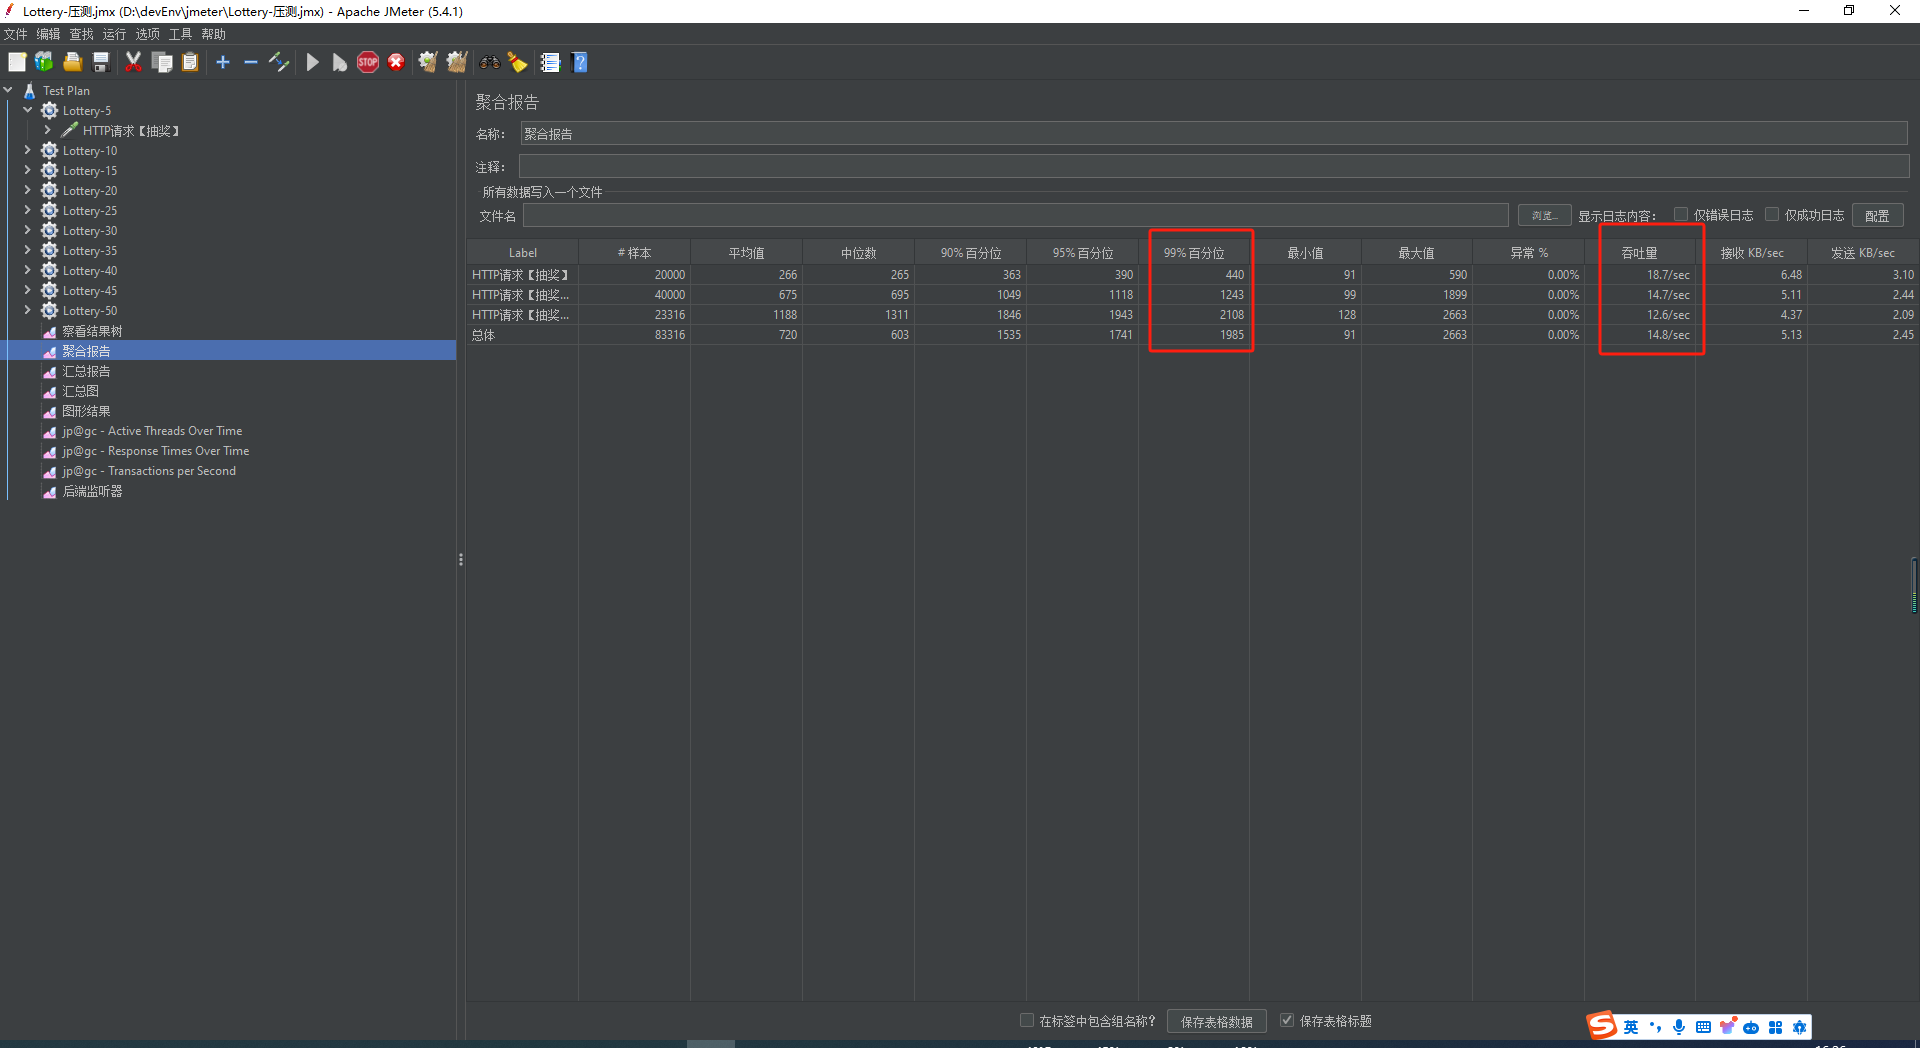 Lottery-压测.jmx (D:\devEnv\jmeter\Lottery-压测.jmx) - Apache JMeter (5.4.1)
文件 编辑 查找 运行 选项 工具 帮助
STOP
Test Plan
Lottery-5
HTTP请求【抽奖】
Lottery-10
Lottery-15
Lottery-20
Lottery-25
Lottery-30
Lottery-35
Lottery-40
Lottery-45
Lottery-50
察看结果树
聚合报告
汇总报告
汇总图
图形结果
jp@gc - Active Threads Over Time
jp@gc - Response Times Over Time
jp@gc - Transactions per Second
后端监听器
聚合报告
名称： 聚合报告
注释：
所有数据写入一个文件
文件名 浏览... 显示日志内容： 仅错误日志 仅成功日志 配置
Label # 样本 平均值 中位数 90% 百分位 95% 百分位 99% 百分位 最小值 最大值 异常 % 吞吐量 接收 KB/sec 发送 KB/sec
HTTP请求【抽奖】 20000 266 265 363 390 440 91 590 0.00% 18.7/sec 6.48 3.10
HTTP请求【抽奖... 40000 675 695 1049 1118 1243 99 1899 0.00% 14.7/sec 5.11 2.44
HTTP请求【抽奖... 23316 1188 1311 1846 1943 2108 128 2663 0.00% 12.6/sec 4.37 2.09
总体 83316 720 603 1535 1741 1985 91 2663 0.00% 14.8/sec 5.13 2.45
在标签中包含组名称？ 保存表格数据 保存表格标题
英